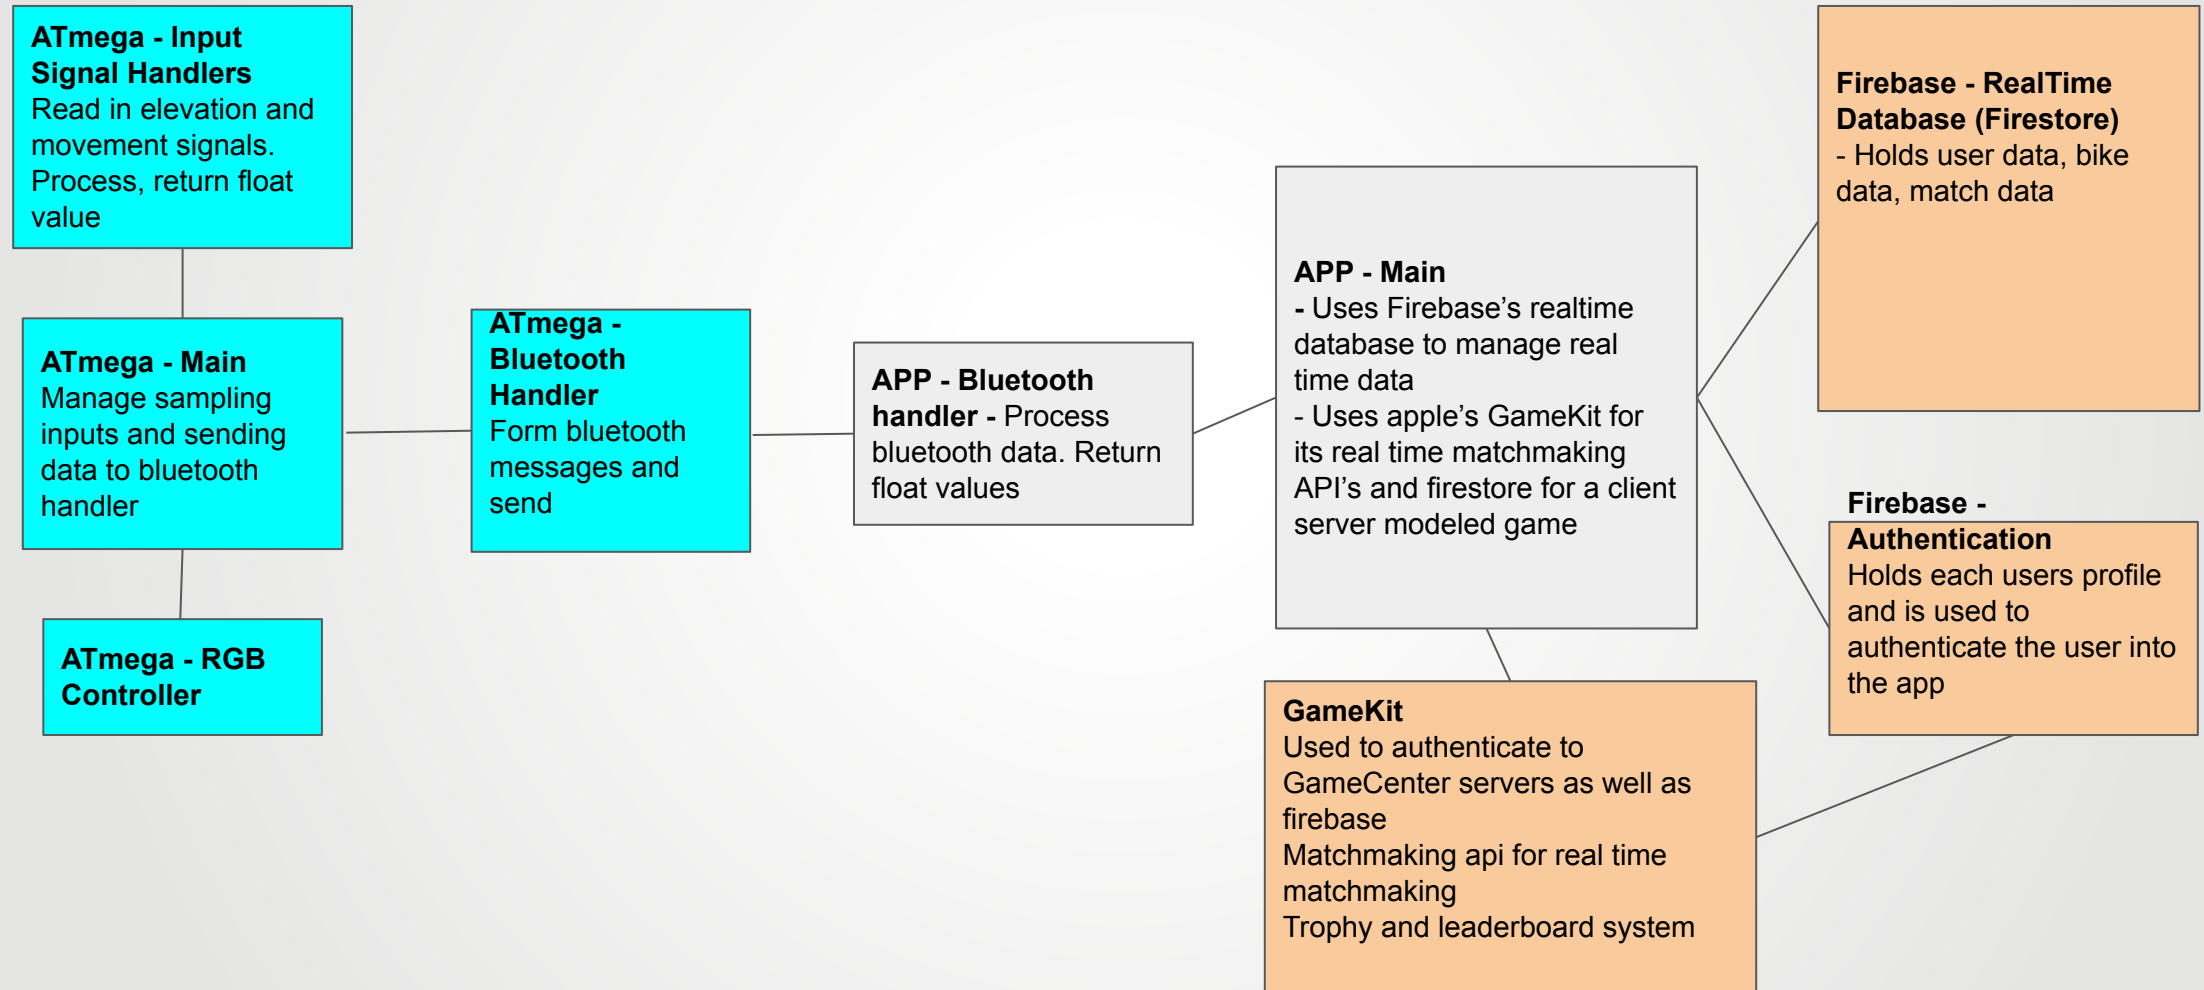 ATmega - Input
Signal Handlers
Read in elevation and
movement signals.
Process, return float
value
ATmega - Main
Manage sampling
inputs and sending
data to bluetooth
handler
ATmega - RGB
Controller
ATmega -
Bluetooth
Handler
Form bluetooth
messages and
send
APP - Bluetooth
handler - Process
bluetooth data. Return
float values
APP - Main
- Uses Firebase’s realtime
database to manage real
time data
- Uses apple’s GameKit for
its real time matchmaking
API’s and firestore for a client
server modeled game
Firebase - RealTime
Database (Firestore)
- Holds user data, bike
data, match data
Firebase -
Authentication
Holds each users profile
and is used to
authenticate the user into
the app
GameKit
Used to authenticate to
GameCenter servers as well as
firebase
Matchmaking api for real time
matchmaking
Trophy and leaderboard system